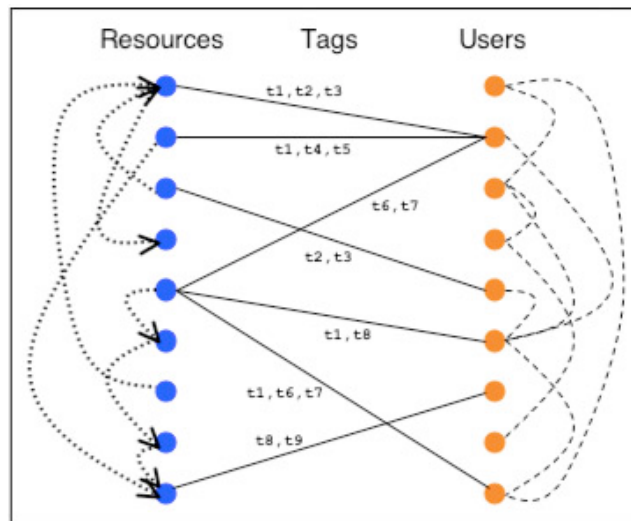 Resources Tags Users
t1,t2,t3
t1,t4,t5
t6,t7
t2,t3
t1,t8
t1,t6,t7
t8,t9